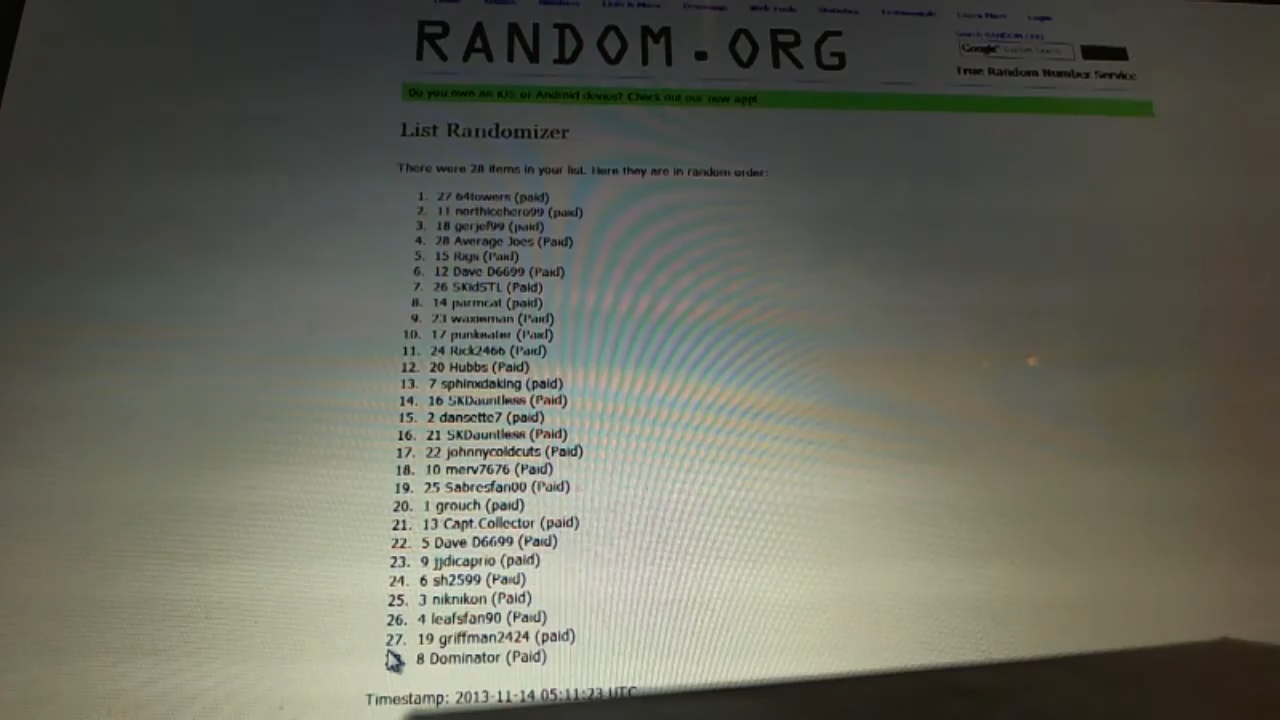 RANDOM.ORG
Google
True Random Number Service
Do you own an iOS or Android device? Check out our new app!
List Randomizer
There were 28 items in your list. Here they are in random order:
1. 27 64lowers (paid)
2. 11 northicehero99 (paid)
3. 18 gerjef99 (paid)
4. 28 Average Joes (Paid)
5. 15 Rigs (Paid)
6. 12 Dave D6699 (Paid)
7. 26 SKidSTL (Paid)
8. 14 parmcat (paid)
9. 23 waxieman (Paid)
10. 17 punkwater (Paid)
11. 24 Rick2466 (Paid)
12. 20 Hubbs (Paid)
13. 7 sphinxdaking (paid)
14. 16 SKDauntless (Paid)
15. 2 dansette7 (paid)
16. 21 SKDauntless (Paid)
17. 22 johnnycoldcuts (Paid)
18. 10 merv7676 (Paid)
19. 25 Sabresfan00 (Paid)
20. 1 grouch (paid)
21. 13 Capt.Collector (paid)
22. 5 Dave D6699 (Paid)
23. 9 jjdicaprio (paid)
24. 6 sh2599 (Paid)
25. 3 niknikon (Paid)
26. 4 leafsfan90 (Paid)
27. 19 griffman2424 (paid)
8 Dominator (Paid)
Timestamp: 2013-11-14 05:11:23 UTC